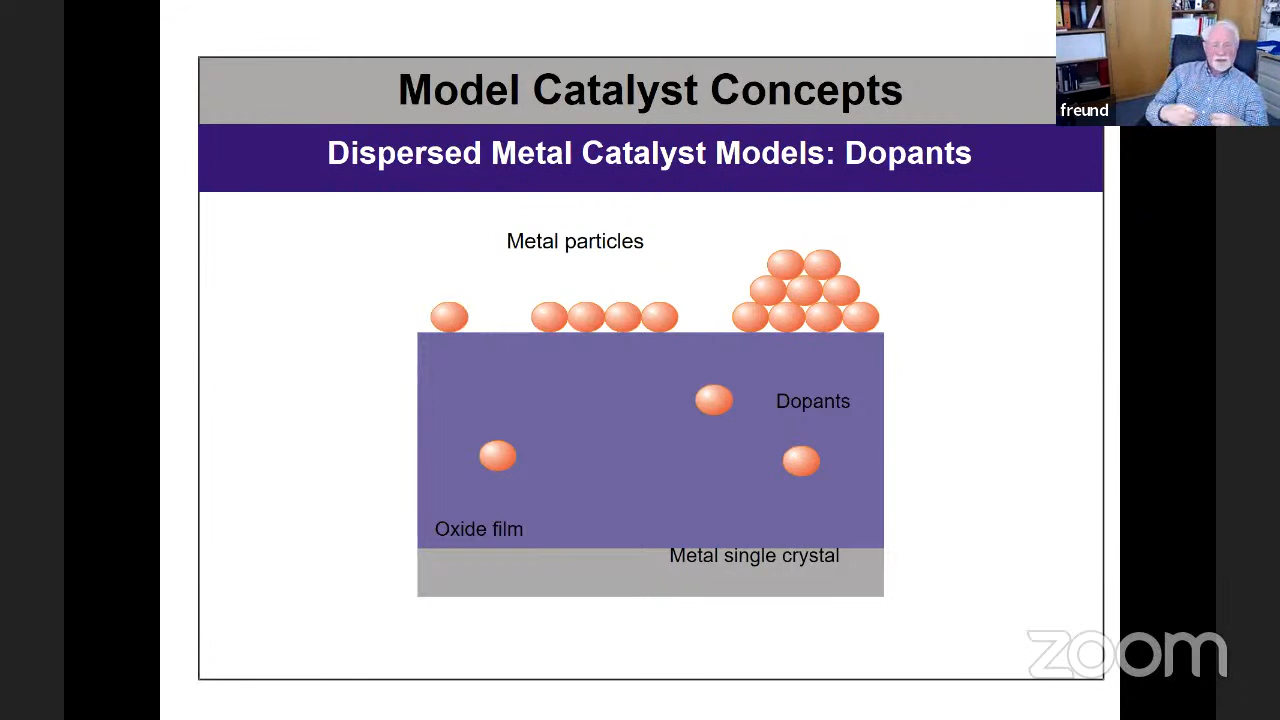 Model Catalyst Concepts
freund
Dispersed Metal Catalyst Models: Dopants
Metal particles
Dopants
Oxide film
Metal single crystal
zoom